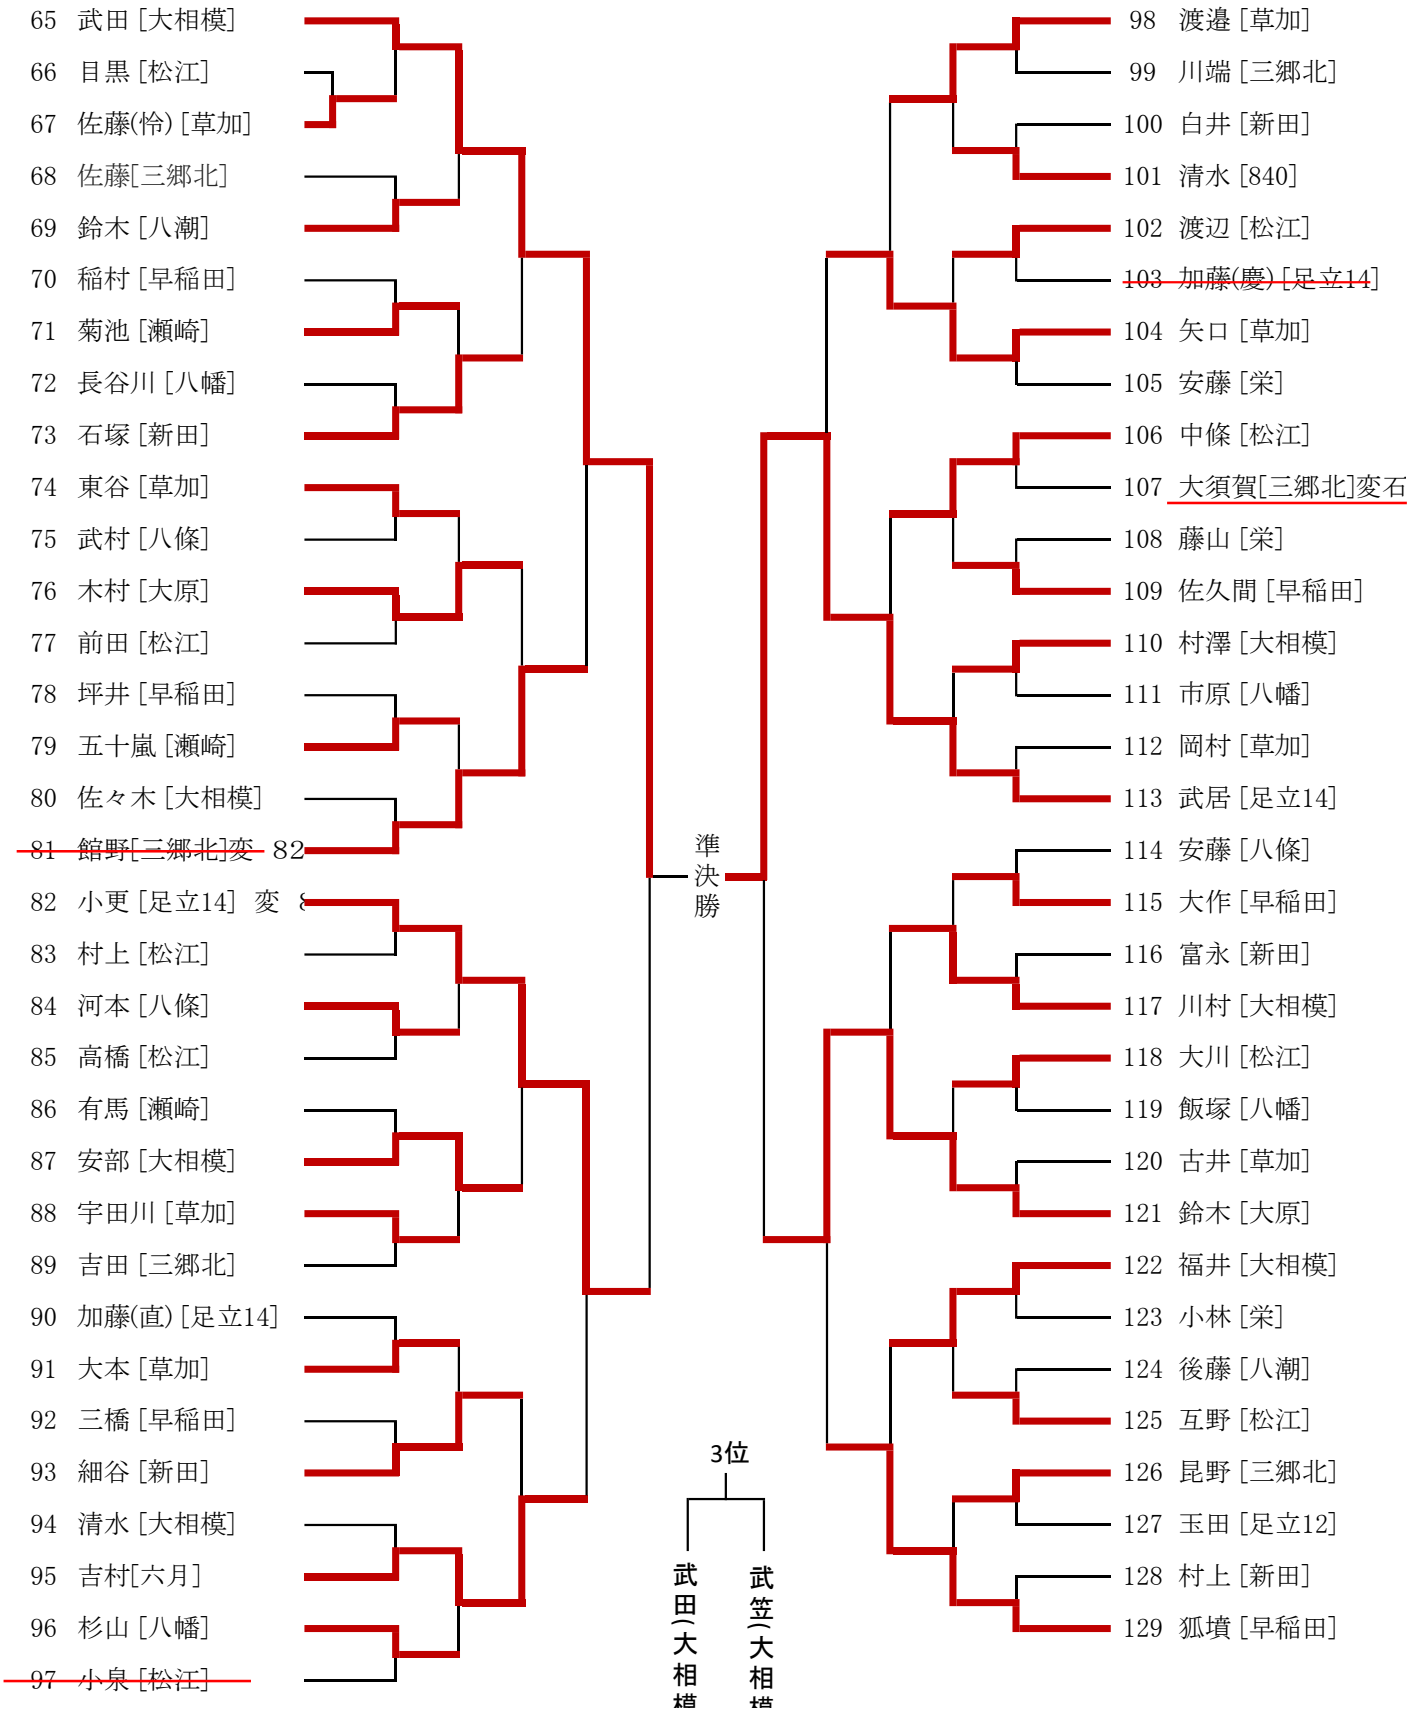 65 武田 [大相模]
66 目黒 [松江]
67 佐藤(怜) [草加]
68 佐藤[三郷北]
69 鈴木 [八潮]
70 稲村 [早稲田]
71 菊池 [瀬崎]
72 長谷川 [八幡]
73 石塚 [新田]
74 東谷 [草加]
75 武村 [八條]
76 木村 [大原]
77 前田 [松江]
78 坪井 [早稲田]
79 五十嵐 [瀬崎]
80 佐々木 [大相模]
81 館野[三郷北]変 82
82 小更 [足立14] 変
83 村上 [松江]
84 河本 [八條]
85 高橋 [松江]
86 有馬 [瀬崎]
87 安部 [大相模]
88 宇田川 [草加]
89 吉田 [三郷北]
90 加藤(直) [足立14]
91 大本 [草加]
92 三橋 [早稲田]
93 細谷 [新田]
94 清水 [大相模]
95 吉村[六月]
96 杉山 [八幡]
97 小泉 [松江]
準決勝
3位
武田(大相模
武笠(大相模
98 渡邉 [草加]
99 川端 [三郷北]
100 白井 [新田]
101 清水 [840]
102 渡辺 [松江]
103 加藤(慶) [足立14]
104 矢口 [草加]
105 安藤 [栄]
106 中條 [松江]
107 大須賀[三郷北]変石
108 藤山 [栄]
109 佐久間 [早稲田]
110 村澤 [大相模]
111 市原 [八幡]
112 岡村 [草加]
113 武居 [足立14]
114 安藤 [八條]
115 大作 [早稲田]
116 富永 [新田]
117 川村 [大相模]
118 大川 [松江]
119 飯塚 [八幡]
120 古井 [草加]
121 鈴木 [大原]
122 福井 [大相模]
123 小林 [栄]
124 後藤 [八潮]
125 互野 [松江]
126 昆野 [三郷北]
127 玉田 [足立12]
128 村上 [新田]
129 狐墳 [早稲田]